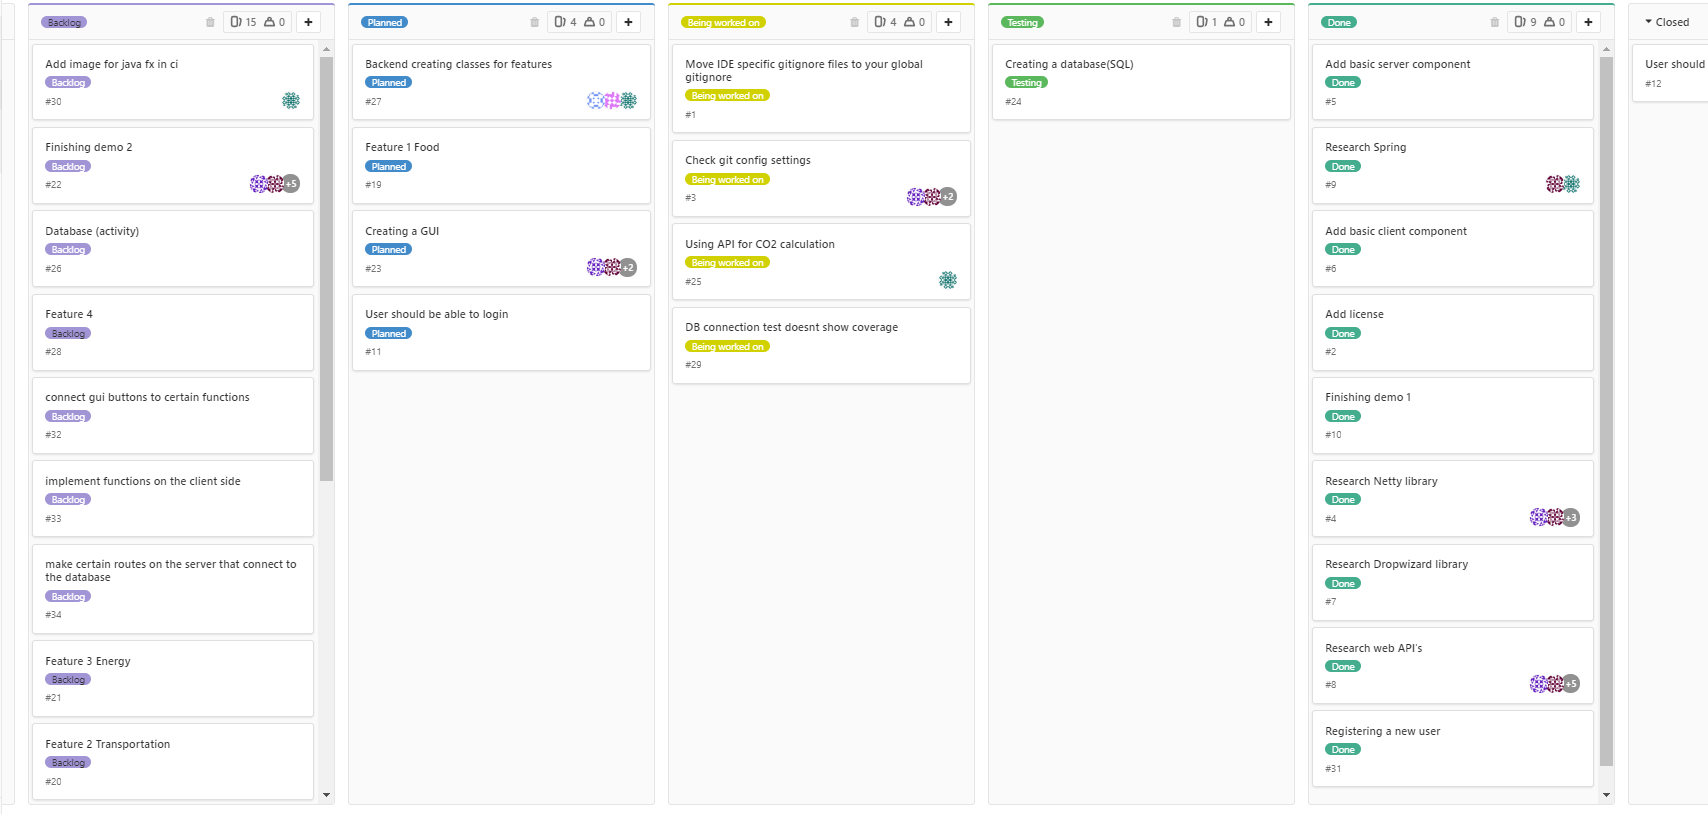 Backlog
15 0 +
Add image for java fx in ci
Backlog
#30
Finishing demo 2
Backlog
#22
+5
Database (activity)
Backlog
#26
Feature 4
Backlog
#28
connect gui buttons to certain functions
Backlog
#32
implement functions on the client side
Backlog
#33
make certain routes on the server that connect to
the database
Backlog
#34
Feature 3 Energy
Backlog
#21
Feature 2 Transportation
Backlog
#20
Planned
4 0 +
Backend creating classes for features
Planned
#27
Feature 1 Food
Planned
#19
Creating a GUI
Planned
#23
+2
User should be able to login
Planned
#11
Being worked on
4 0 +
Move IDE specific gitignore files to your global
gitignore
Being worked on
#1
Check git config settings
Being worked on
#3
+2
Using API for CO2 calculation
Being worked on
#25
DB connection test doesnt show coverage
Being worked on
#29
Testing
1 0 +
Creating a database(SQL)
Testing
#24
Done
9 0 +
Add basic server component
Done
#5
Research Spring
Done
#9
Add basic client component
Done
#6
Add license
Done
#2
Finishing demo 1
Done
#10
Research Netty library
Done
#4
+3
Research Dropwizard library
Done
#7
Research web API's
Done
#8
+5
Registering a new user
Done
#31
Closed
User should
#12